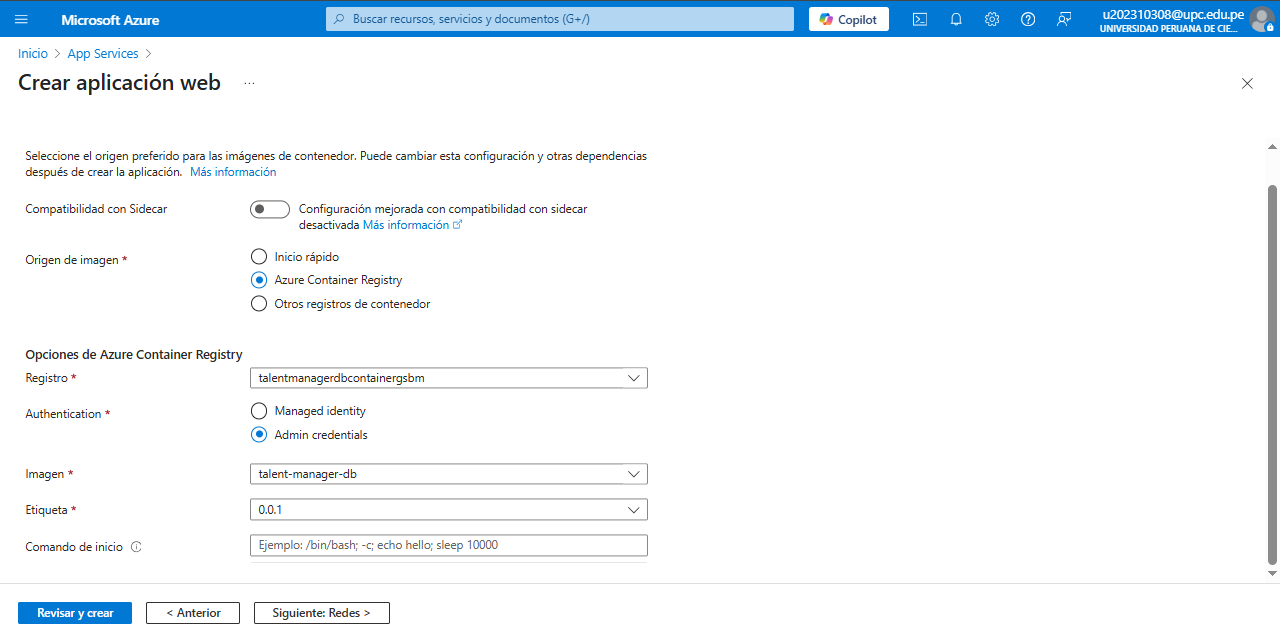 Microsoft Azure
Buscar recursos, servicios y documentos (G+/)
Copilot
u202310308@upc.edu.pe
UNIVERSIDAD PERUANA DE CIE...
Inicio > App Services >
Crear aplicación web ...
Seleccione el origen preferido para las imágenes de contenedor. Puede cambiar esta configuración y otras dependencias
después de crear la aplicación. Más información
Compatibilidad con Sidecar
Configuración mejorada con compatibilidad con sidecar
desactivada Más información
Origen de imagen *
Inicio rápido
Azure Container Registry
Otros registros de contenedor
Opciones de Azure Container Registry
Registro *
talentmanagerdbcontainergsbm
Authentication *
Managed identity
Admin credentials
Imagen *
talent-manager-db
Etiqueta *
0.0.1
Comando de inicio
Ejemplo: /bin/bash; -c; echo hello; sleep 10000
Revisar y crear
< Anterior
Siguiente: Redes >